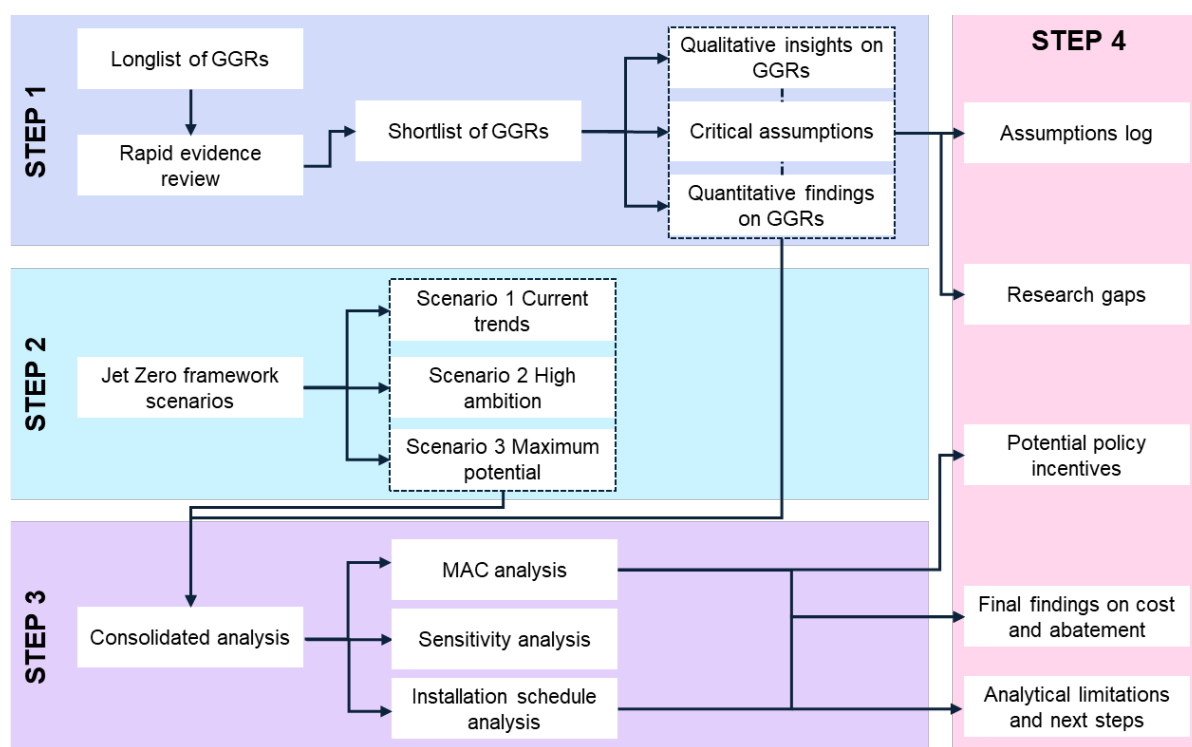 STEP 1
Longlist of GGRs
Rapid evidence
review
Shortlist of GGRs
Qualitative insights on
GGRs
Critical assumptions
Quantitative findings
on GGRs
STEP 2
Jet Zero framework
scenarios
Scenario 1 Current
trends
Scenario 2 High
ambition
Scenario 3 Maximum
potential
STEP 3
Consolidated analysis
MAC analysis
Sensitivity analysis
Installation schedule
analysis
STEP 4
Assumptions log
Research gaps
Potential policy
incentives
Final findings on cost
and abatement
Analytical limitations
and next steps